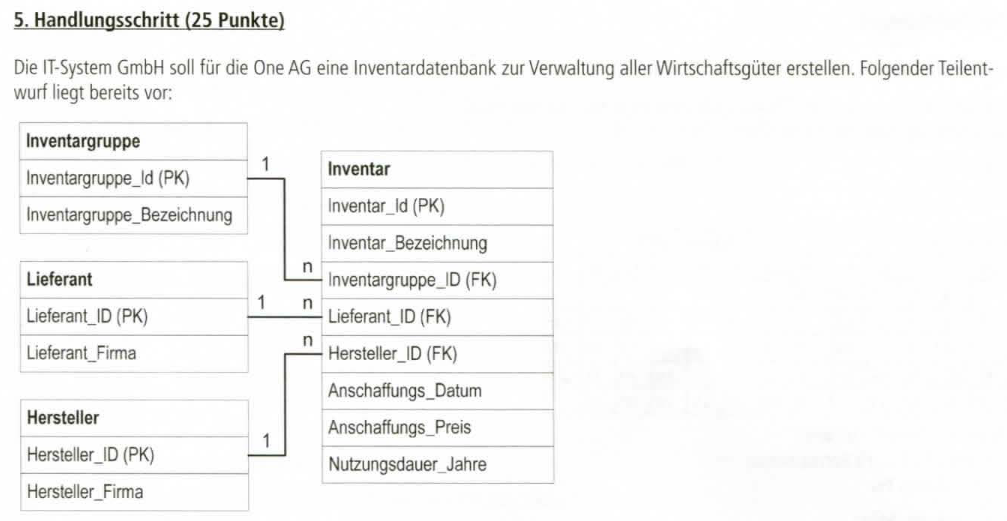 5. Handlungsschritt (25 Punkte)
Die IT-System GmbH soll für die One AG eine Inventardatenbank zur Verwaltung aller Wirtschaftsgüter erstellen. Folgender Teilent-
wurf liegt bereits vor:
Inventargruppe
Inventargruppe_Id (PK)
Inventargruppe_Bezeichnung
1
Lieferant
Lieferant_ID (PK)
Lieferant_Firma
1
Hersteller
Hersteller_ID (PK)
Hersteller_Firma
1
Inventar
Inventar_Id (PK)
Inventar_Bezeichnung
n
Inventargruppe_ID (FK)
n
Lieferant_ID (FK)
n
Hersteller_ID (FK)
Anschaffungs_Datum
Anschaffungs_Preis
Nutzungsdauer_Jahre